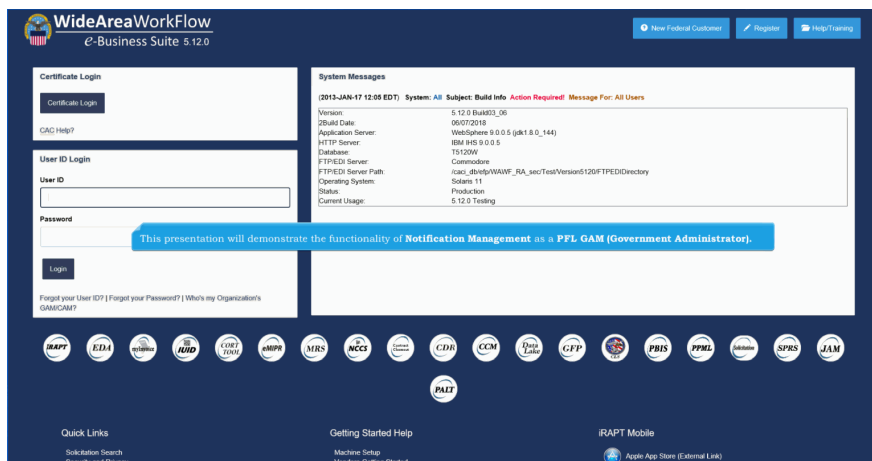 WideAreaWorkFlow
e-Business Suite 5.12.0
New Federal Customer
Register
Help/Training
Certificate Login
Certificate Login
CAC Help?
User ID Login
User ID
Password
Login
Forgot your User ID? | Forgot your Password? | Who's my Organization's
GAM/CAM?
System Messages
(2013-JAN-17 12:05 EDT) System: All Subject: Build Info Action Required! Message For: All Users
Version: 5.12.0 Build03_06
2Build Date: 06/07/2018
Application Server: WebSphere 9.0.0.5 (jdk1.8.0_144)
HTTP Server: IBM IHS 9.0.0.5
Database: T5120W
FTP/EDI Server: Commodore
FTP/EDI Server Path: /caci_db/efp/WAWF_RA_sec/Test/Version5120/FTPEDIDirectory
Operating System: Solaris 11
Status: Production
Current Usage: 5.12.0 Testing
This presentation will demonstrate the functionality of Notification Management as a PFL GAM (Government Administrator).
iRAPT
EDA
myInvoice
IUID
CORT
TOOL
eMIPR
MRS
NCCS
Contract
Closeout
CDR
CCM
Data
Lake
GFP
PBIS
PPML
Solicitation
SPRS
JAM
PALT
Quick Links
Getting Started Help
iRAPT Mobile
Solicitation Search
Machine Setup
Apple App Store (External Link)